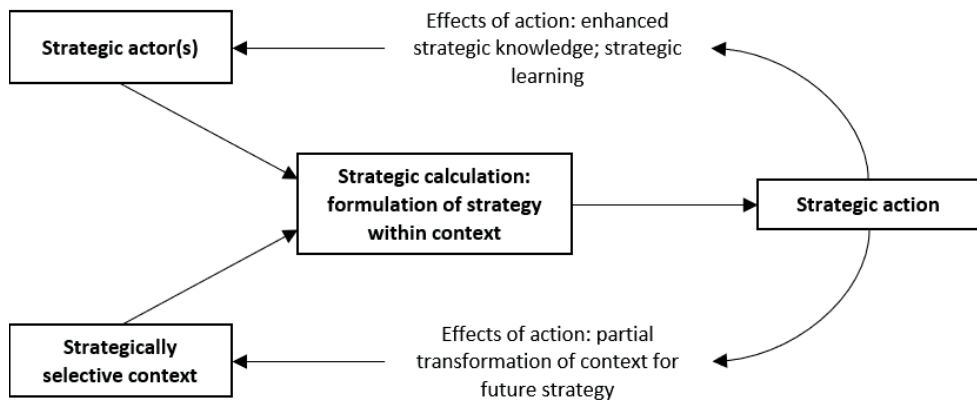 Effects of action: enhanced
strategic knowledge; strategic
learning
Strategic actor(s)
Strategic calculation:
formulation of strategy
within context
Strategic action
Strategically
selective context
Effects of action: partial
transformation of context for
future strategy